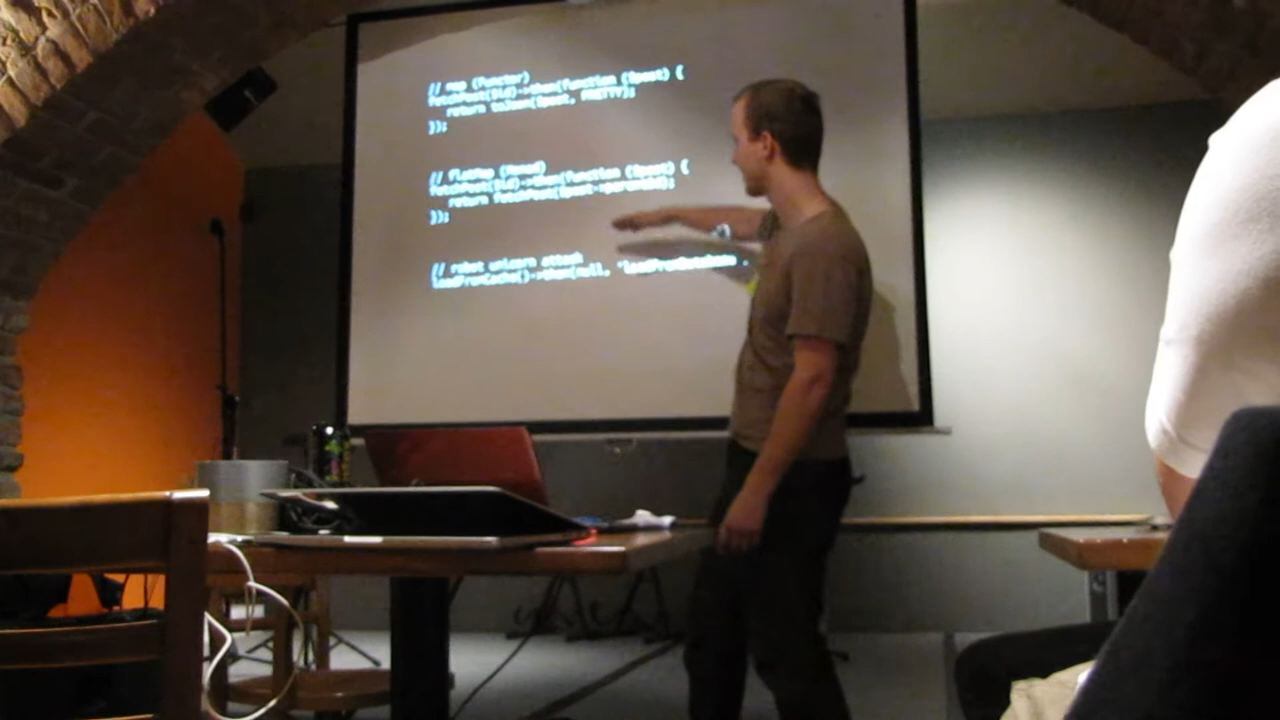 // map (Functor)
fetchPost($id)->then(function ($post) {
return toJson($post, PRETTY);
});
// flatMap (Monad)
fetchPost($id)->then(function ($post) {
return fetchPost($post->parentId);
});
// robot unicorn attack
loadFromCache()->then(null, 'loadFromDatabase